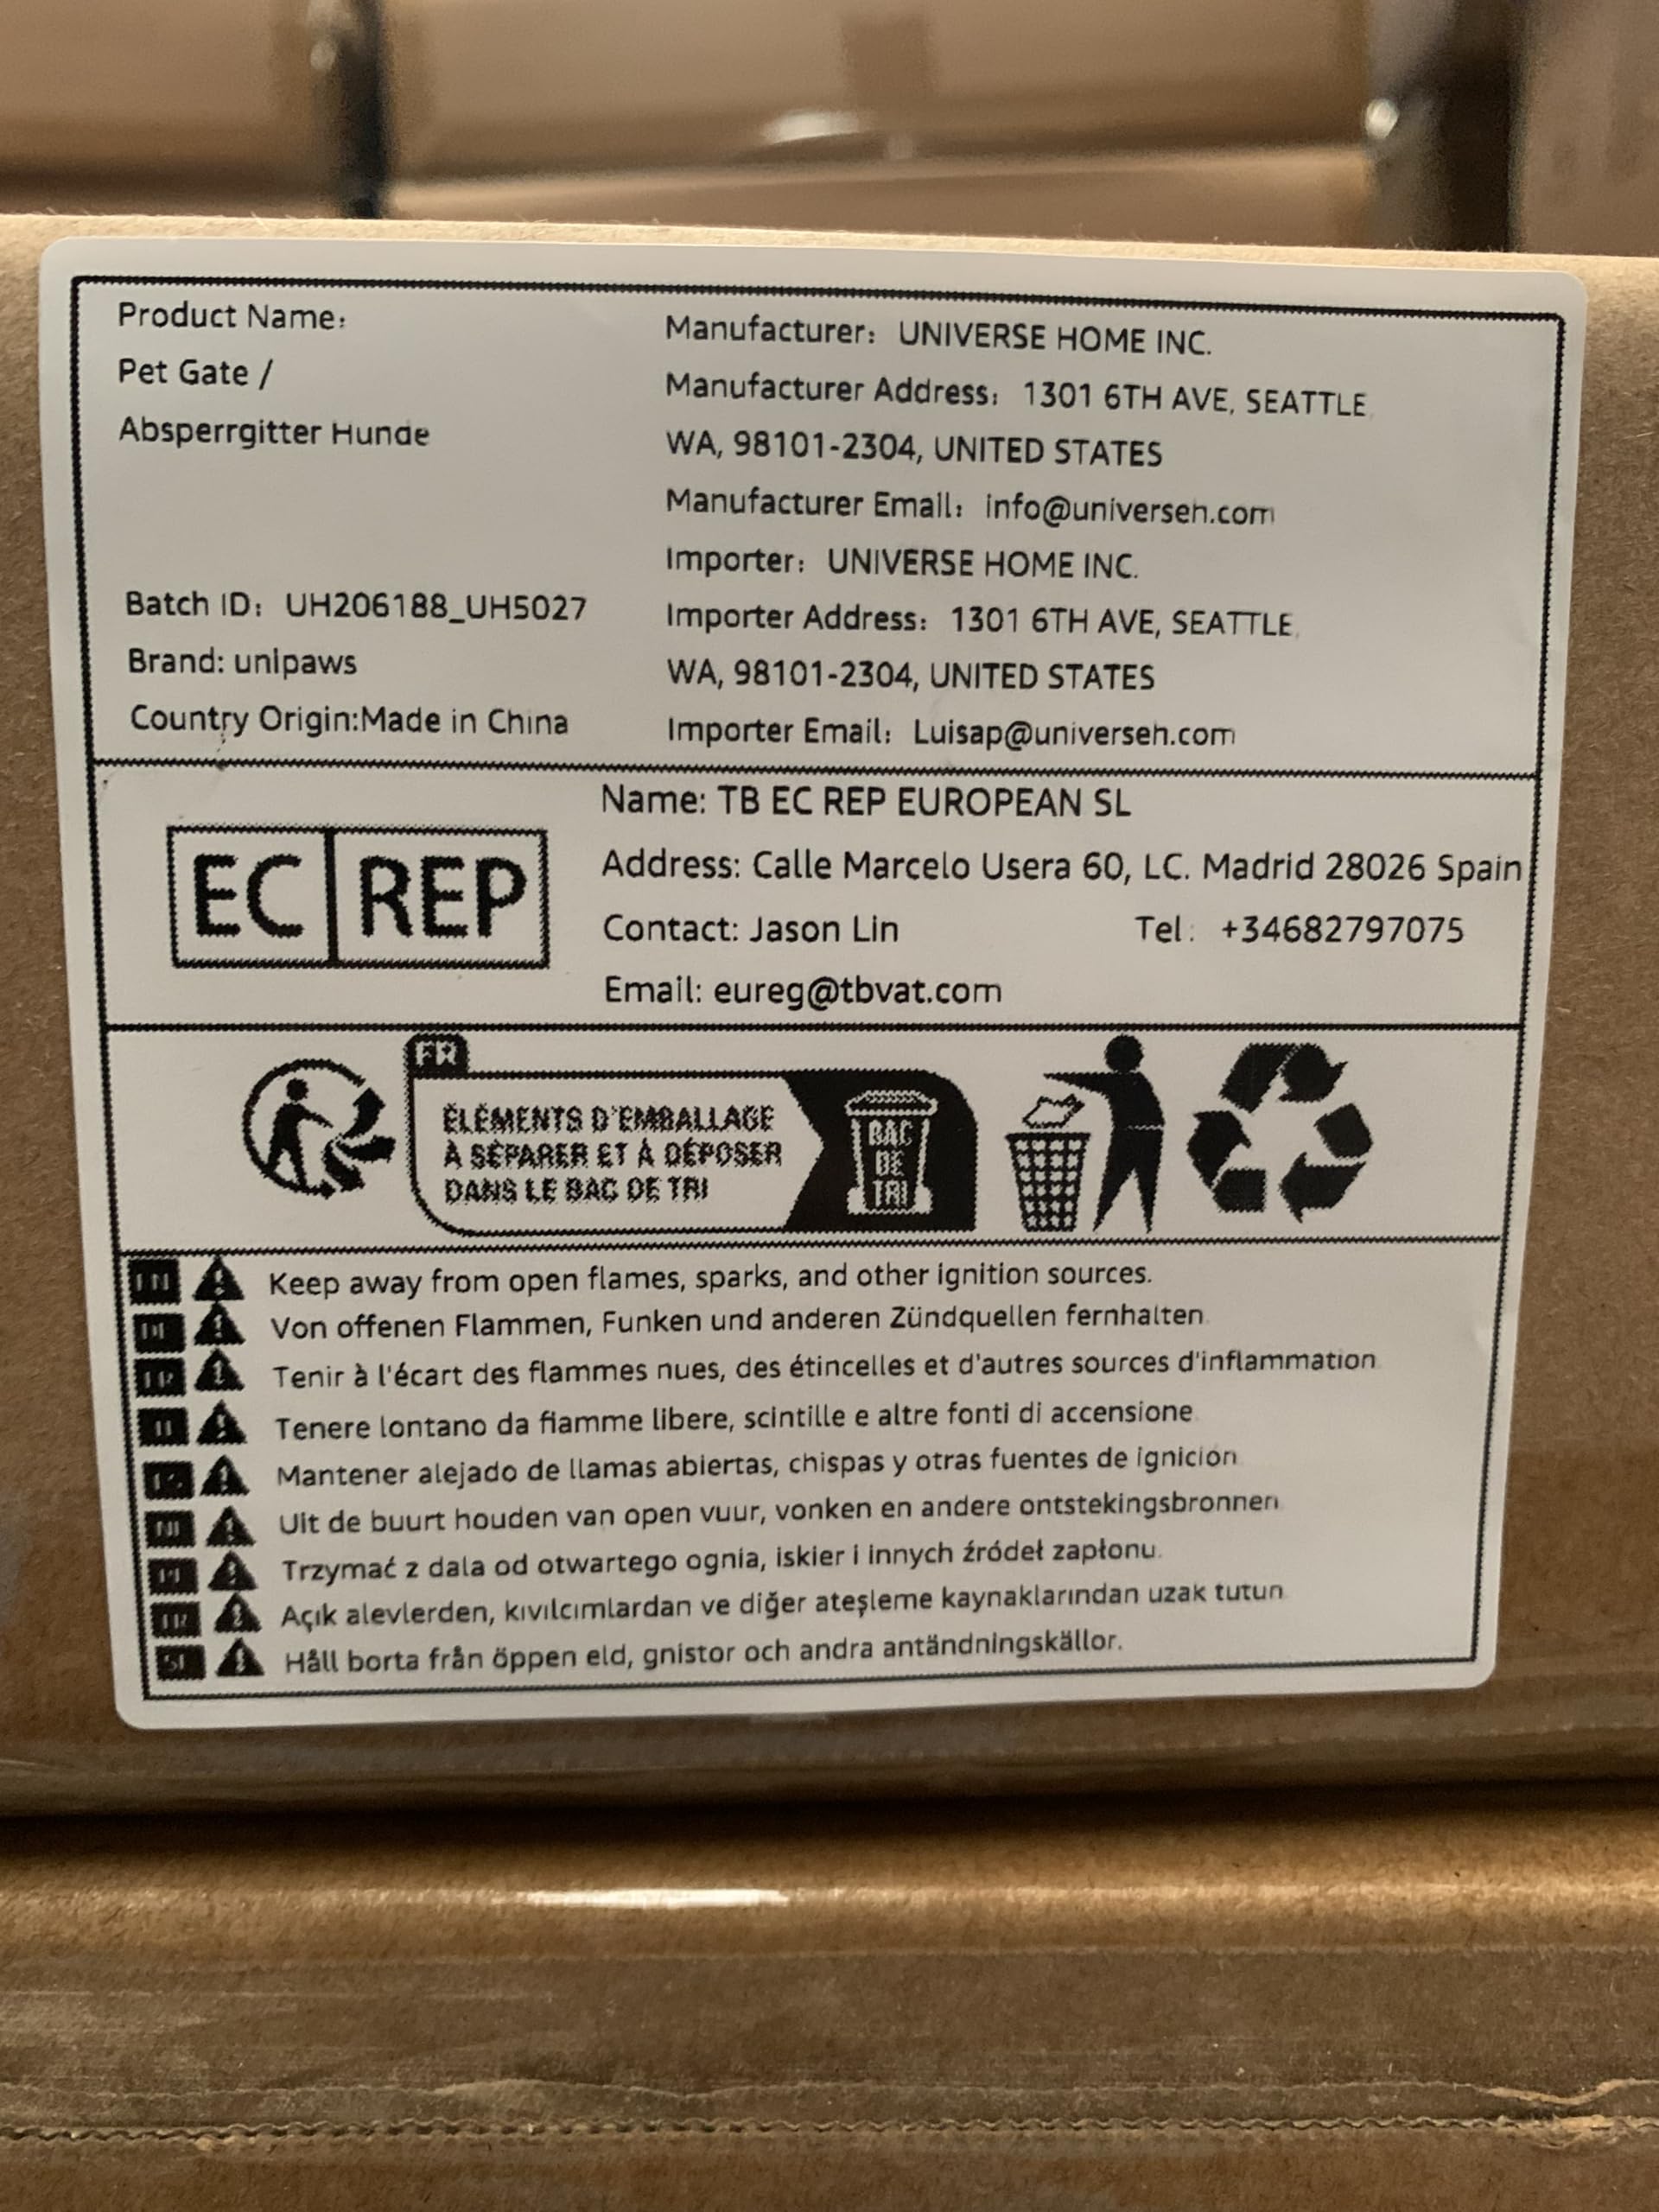 Product Name:
Pet Gate /
Absperrgitter Hunde
Batch ID: UH206188_UH5027
Brand: unipaws
Country Origin:Made in China
Manufacturer: UNIVERSE HOME INC.
Manufacturer Address: 1301 6TH AVE, SEATTLE,
WA, 98101-2304, UNITED STATES
Manufacturer Email: info@universeh.com
Importer: UNIVERSE HOME INC.
Importer Address: 1301 6TH AVE, SEATTLE,
WA, 98101-2304, UNITED STATES
Importer Email: Luisap@universeh.com
EC REP
Name: TB EC REP EUROPEAN SL
Address: Calle Marcelo Usera 60, LC. Madrid 28026 Spain
Contact: Jason Lin Tel: +34682797075
Email: eureg@tbvat.com
FR
ÉLÉMENTS D'EMBALLAGE
À SÉPARER ET À DÉPOSER
DANS LE BAC DE TRI
BAC
DE
TRI
EN Keep away from open flames, sparks, and other ignition sources.
Von offenen Flammen, Funken und anderen Zündquellen fernhalten.
Tenir à l'écart des flammes nues, des étincelles et d'autres sources d'inflammation.
Tenere lontano da fiamme libere, scintille e altre fonti di accensione.
Mantener alejado de llamas abiertas, chispas y otras fuentes de ignición.
Uit de buurt houden van open vuur, vonken en andere ontstekingsbronnen.
Trzymać z dala od otwartego ognia, iskier i innych źródeł zapłonu.
Açık alevlerden, kıvılcımlardan ve diğer ateşleme kaynaklarından uzak tutun.
Håll borta från öppen eld, gnistor och andra antändningskällor.